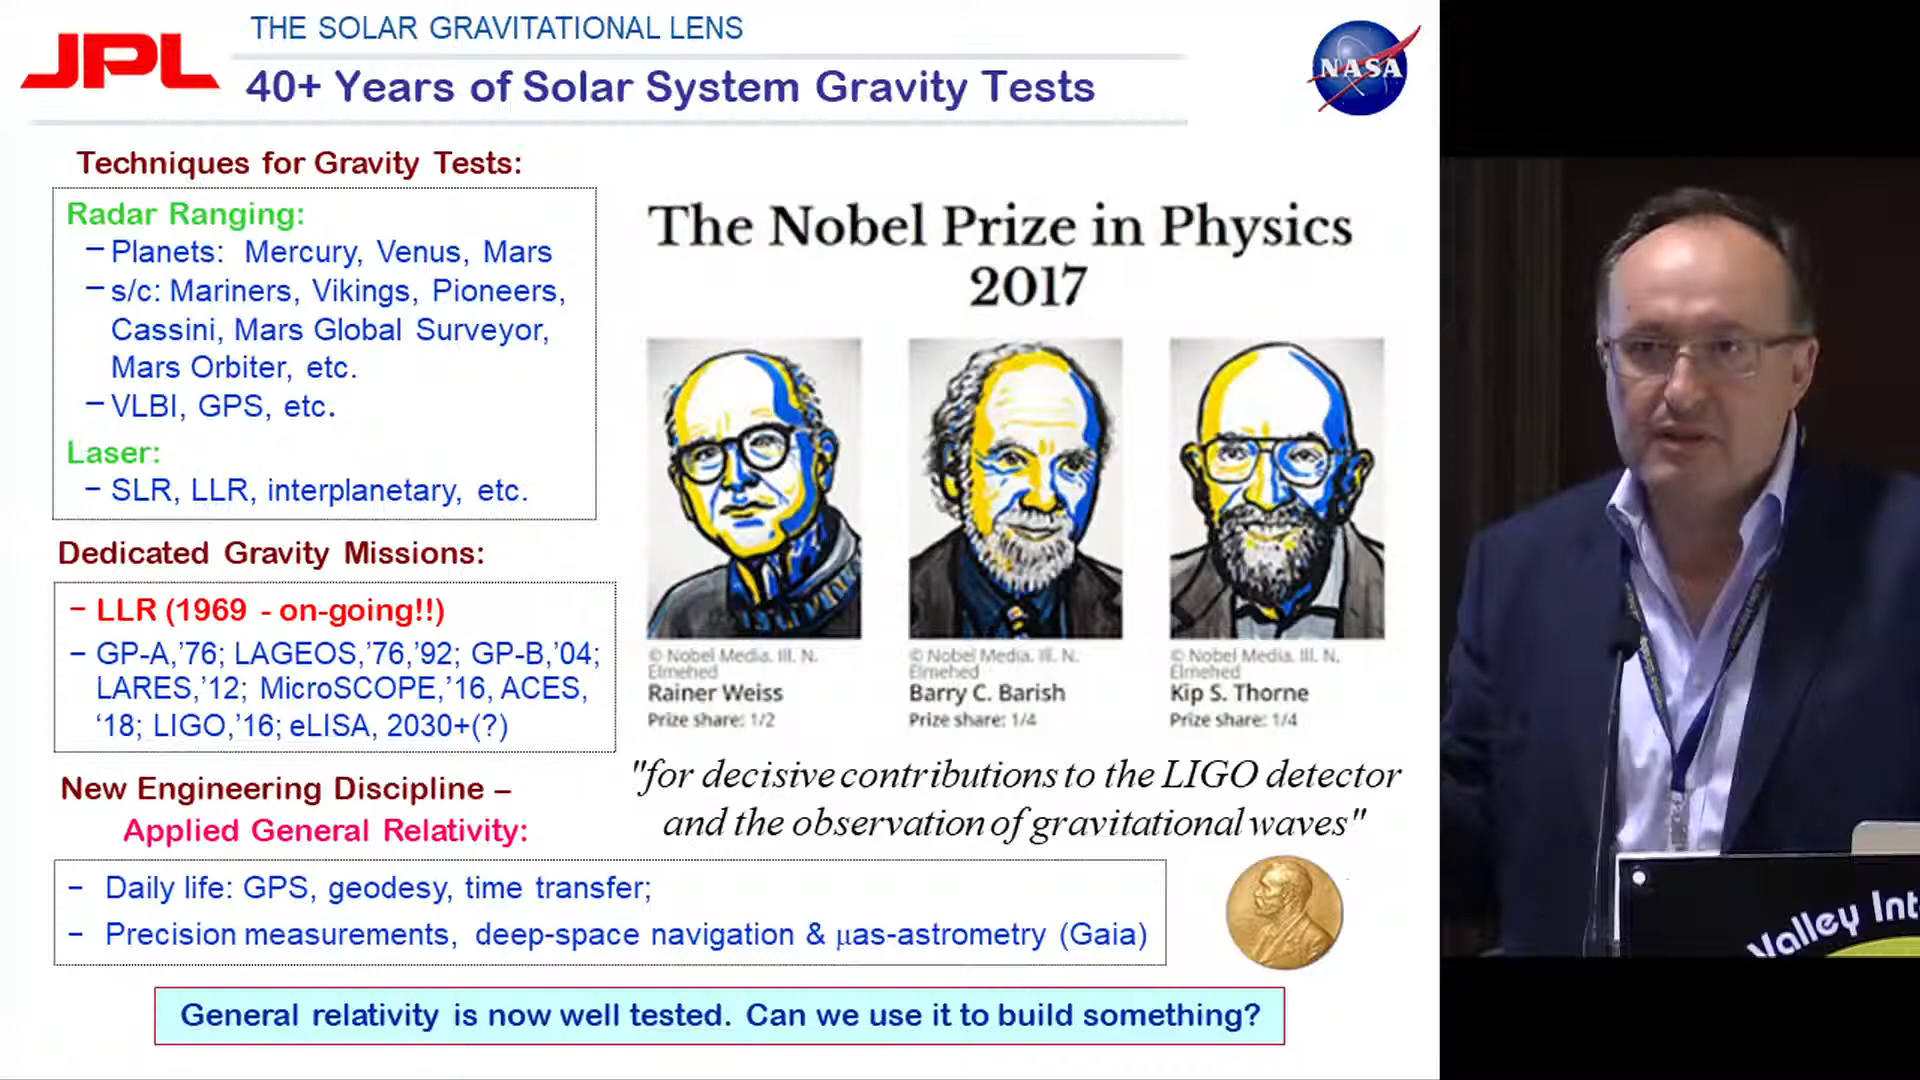 THE SOLAR GRAVITATIONAL LENS
JPL
40+ Years of Solar System Gravity Tests
NASA
Techniques for Gravity Tests:
Radar Ranging:
– Planets: Mercury, Venus, Mars
– s/c: Mariners, Vikings, Pioneers,
Cassini, Mars Global Surveyor,
Mars Orbiter, etc.
– VLBI, GPS, etc.
Laser:
– SLR, LLR, interplanetary, etc.
Dedicated Gravity Missions:
– LLR (1969 - on-going!!)
– GP-A,'76; LAGEOS,'76,'92; GP-B,'04;
LARES,'12; MicroSCOPE,'16, ACES,
‘18; LIGO,'16; eLISA, 2030+(?)
New Engineering Discipline –
Applied General Relativity:
– Daily life: GPS, geodesy, time transfer;
– Precision measurements, deep-space navigation & μas-astrometry (Gaia)
The Nobel Prize in Physics
2017
© Nobel Media. Ill. N.
Elmehed
Rainer Weiss
Prize share: 1/2
© Nobel Media. Ill. N.
Elmehed
Barry C. Barish
Prize share: 1/4
© Nobel Media. Ill. N.
Elmehed
Kip S. Thorne
Prize share: 1/4
"for decisive contributions to the LIGO detector
and the observation of gravitational waves"
General relativity is now well tested. Can we use it to build something?
Valley Int